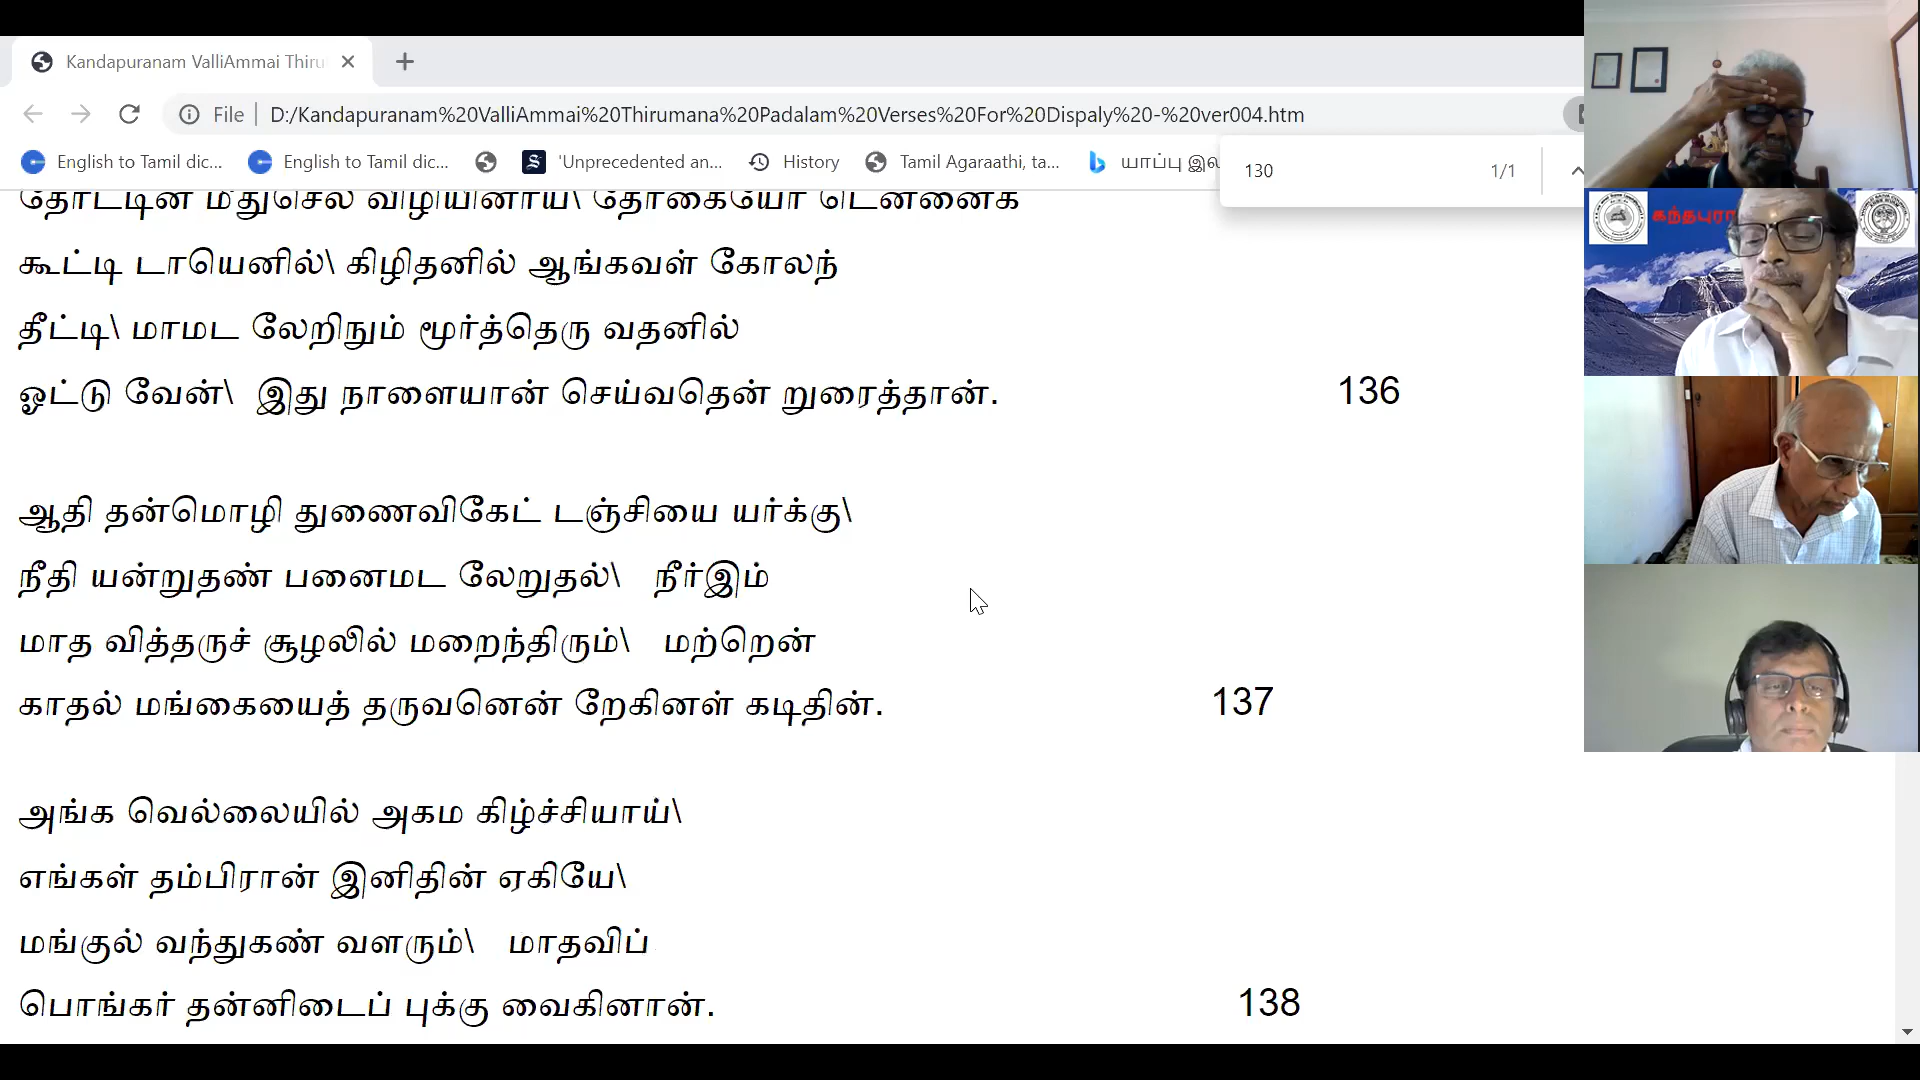 Kandapuranam ValliAmmai Thiru
File D:/Kandapuranam%20ValliAmmai%20Thirumana%20Padalam%20Verses%20For%20Dispaly%20-%20ver004.htm
English to Tamil dic... English to Tamil dic... 'Unprecedented an... History Tamil Agaraathi, ta... யாப்பு இல
130 1/1
தோட்டின் மீதுசெல் விழியினாய்\ தோகையோ டென்னைக்
கூட்டி டாயெனில்\ கிழிதனில் ஆங்கவள் கோலந்
தீட்டி\ மாமட லேறிநும் மூர்த்தெரு வதனில்
ஓட்டு வேன்\ இது நாளையான் செய்வதென் றுரைத்தான். 136
ஆதி தன்மொழி துணைவிகேட் டஞ்சியை யர்க்கு\
நீதி யன்றுதண் பனைமட லேறுதல்\ நீர்இம்
மாத வித்தருச் சூழலில் மறைந்திரும்\ மற்றென்
காதல் மங்கையைத் தருவனென் றேகினள் கடிதின். 137
அங்க வெல்லையில் அகம கிழ்ச்சியாய்\
எங்கள் தம்பிரான் இனிதின் ஏகியே\
மங்குல் வந்துகண் வளரும்\ மாதவிப்
பொங்கர் தன்னிடைப் புக்கு வைகினான். 138